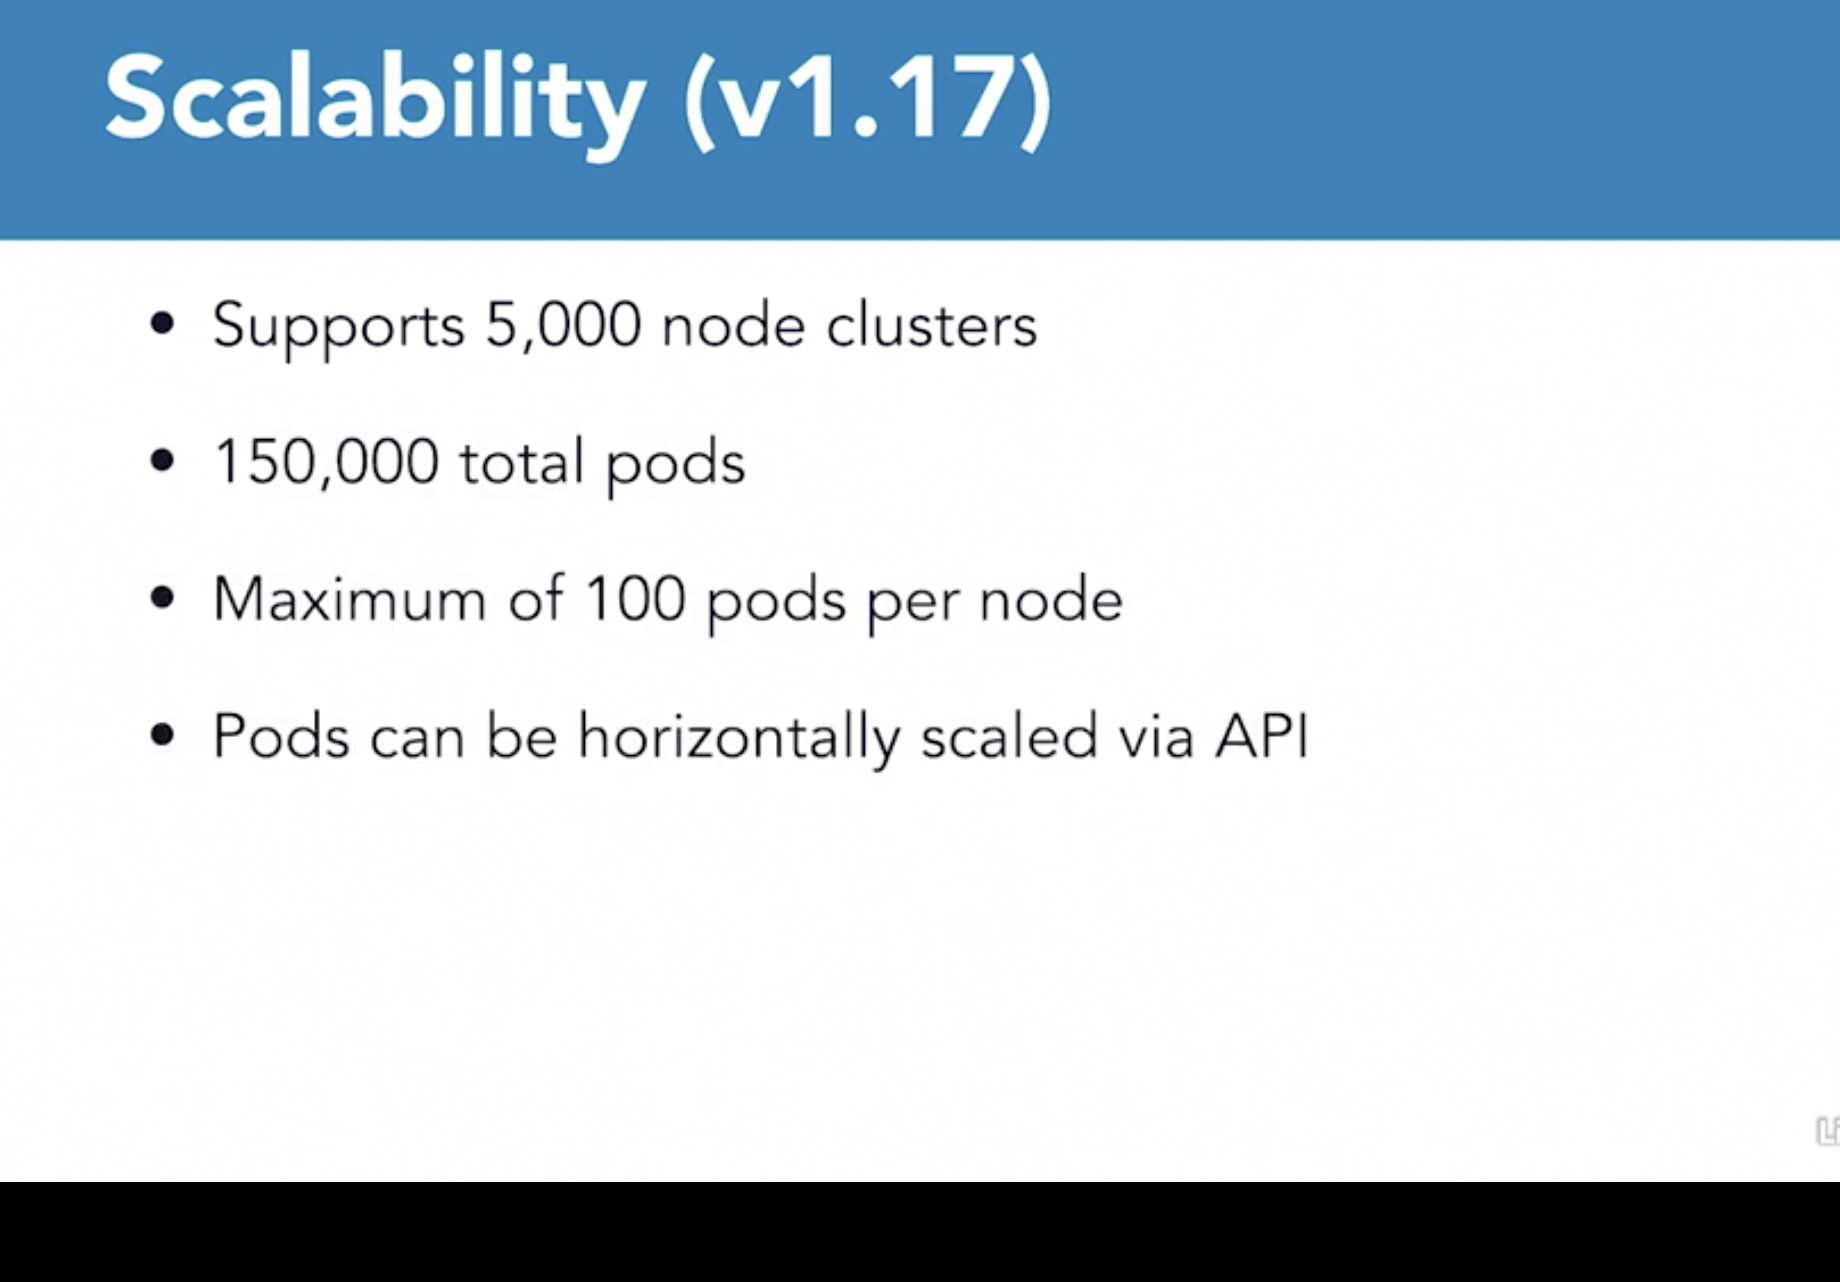 Scalability (v1.17)
• Supports 5,000 node clusters
• 150,000 total pods
• Maximum of 100 pods per node
• Pods can be horizontally scaled via API